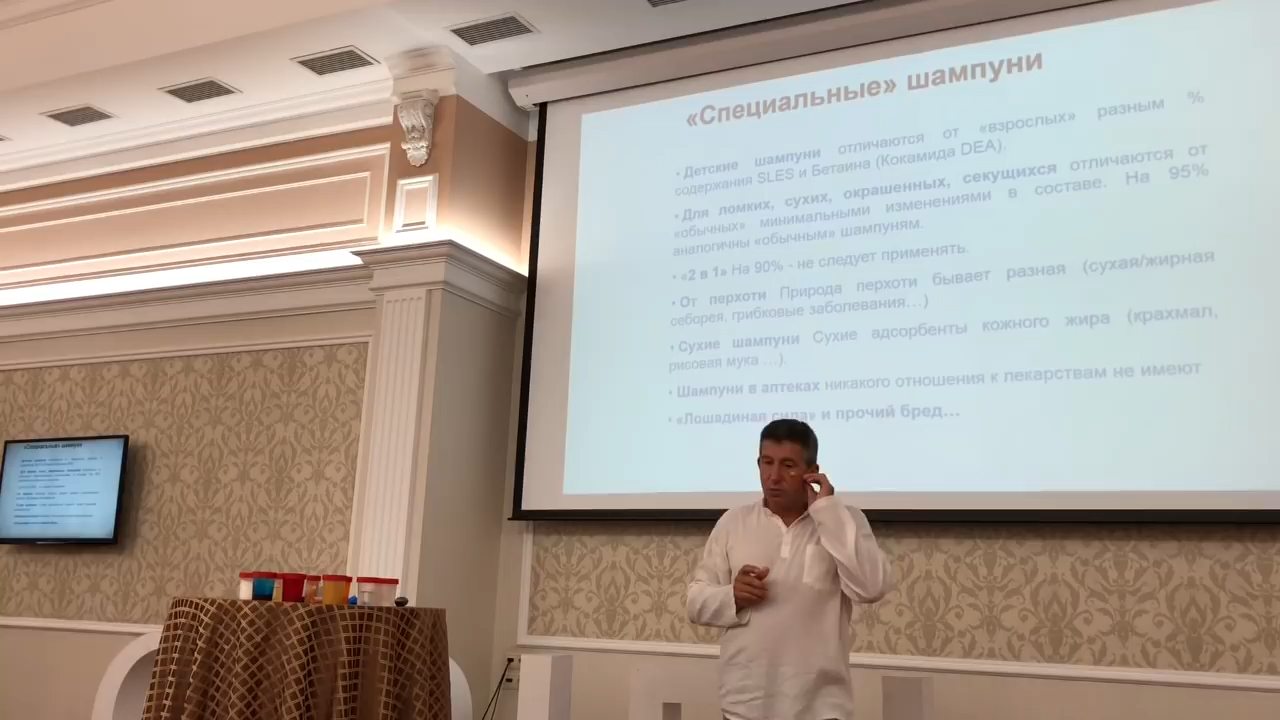 «Специальные» шампуни
• Детские шампуни отличаются от «взрослых» разным %
содержания SLES и Бетаина (Кокамида DEA).
• Для ломких, сухих, окрашенных, секущихся отличаются от
«обычных» минимальными изменениями в составе. На 95%
аналогичны «обычным» шампуням.
• «2 в 1» На 90% - не следует применять.
• От перхоти Природа перхоти бывает разная (сухая/жирная
себорея, грибковые заболевания…)
• Сухие шампуни Сухие адсорбенты кожного жира (крахмал,
рисовая мука …).
• Шампуни в аптеках никакого отношения к лекарствам не имеют
• «Лошадиная сила» и прочий бред…
«Специальные» шампуни